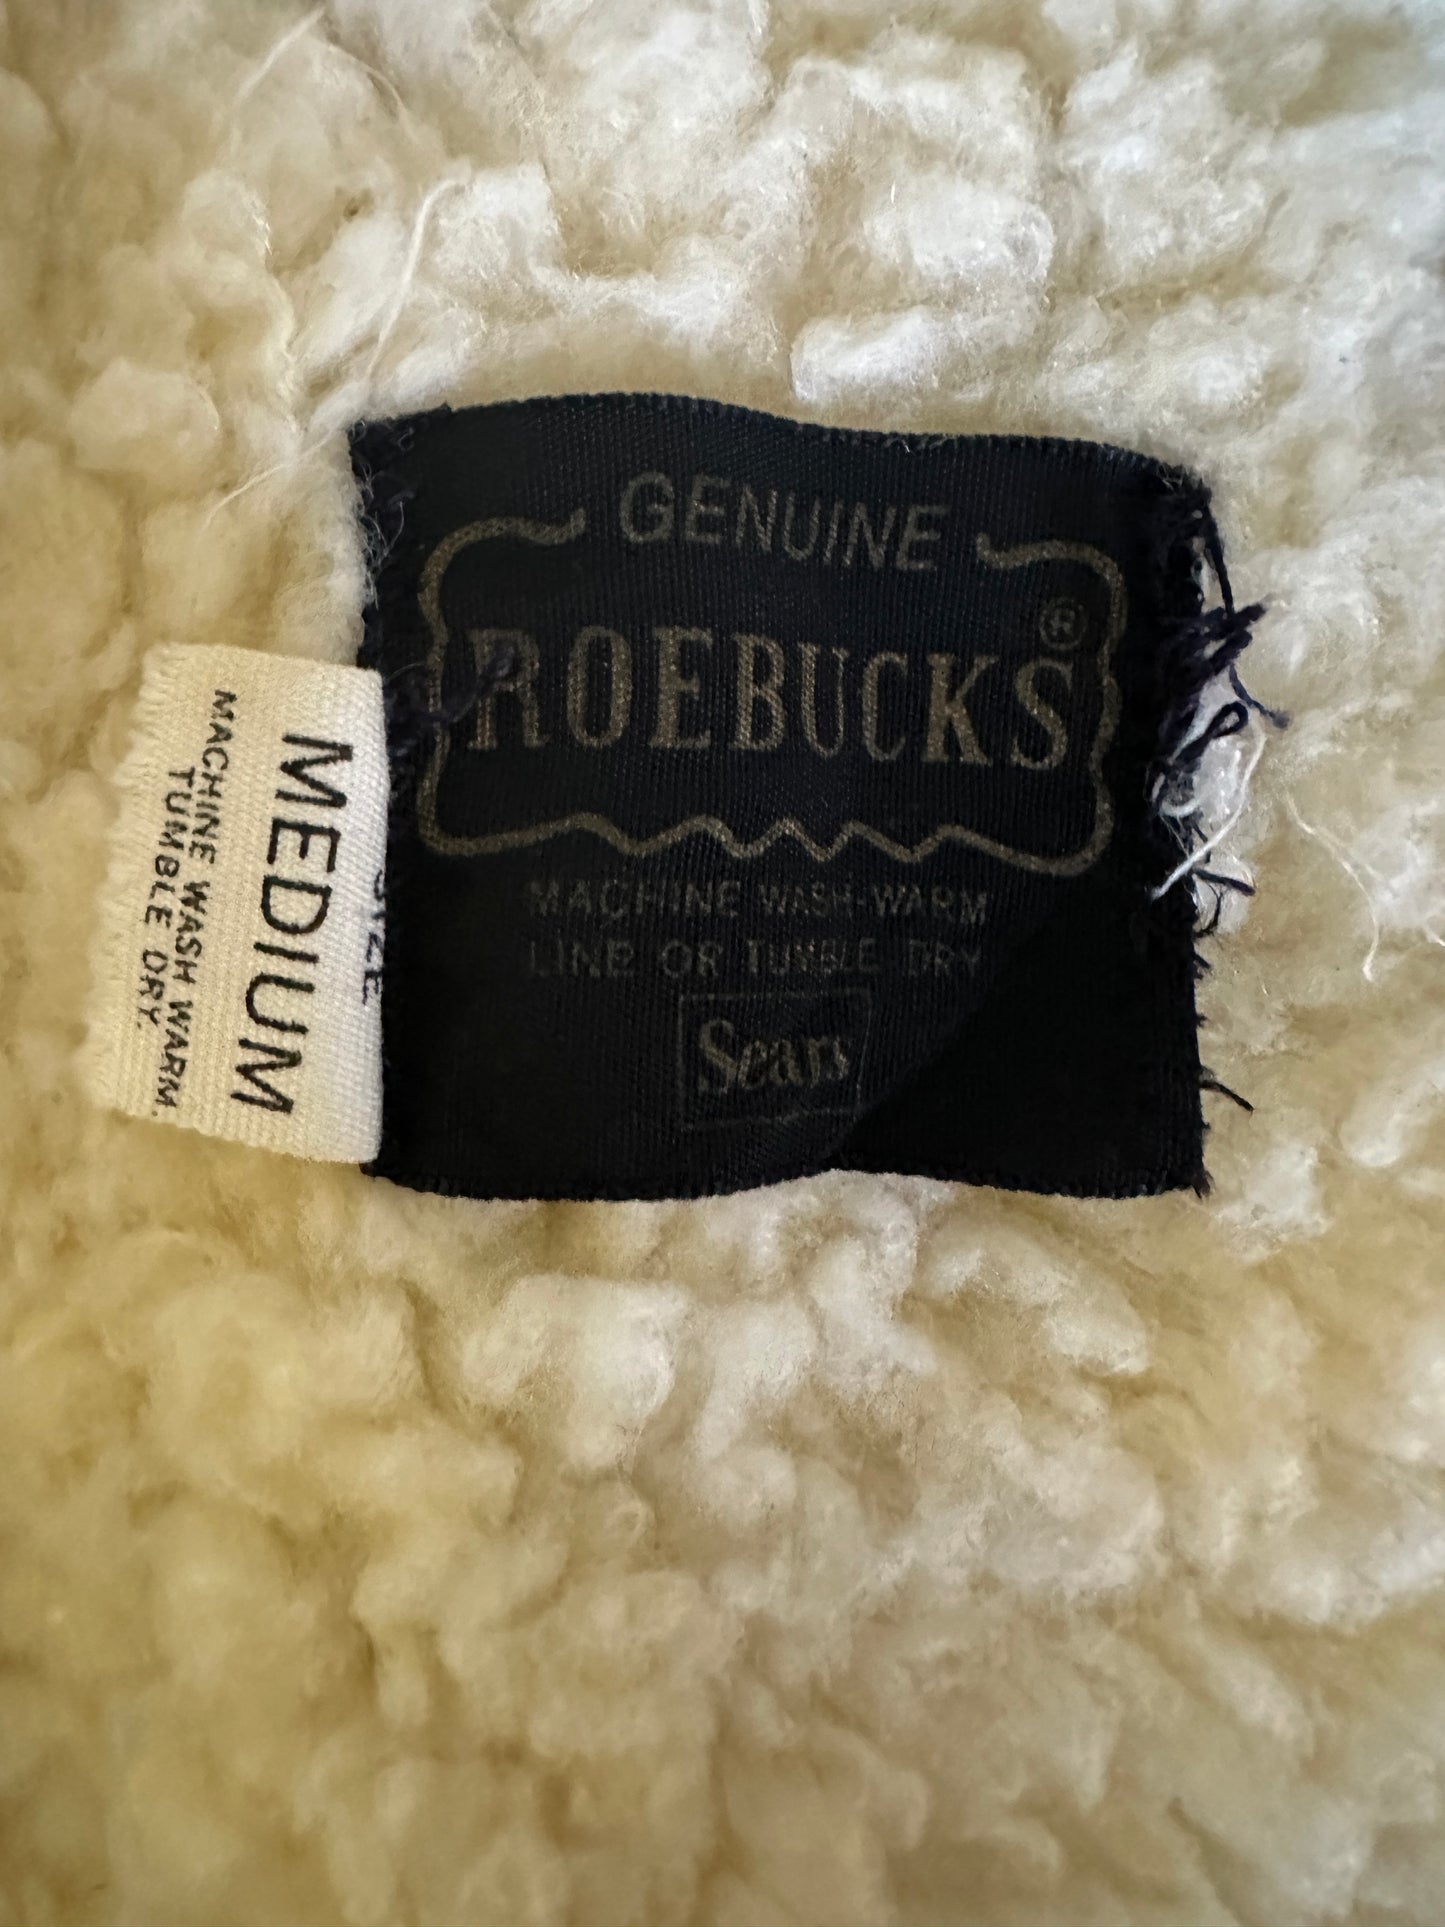 GENUINE
ROEBUCKS ®
MACHINE WASH-WARM
LINE OR TUMBLE DRY
Sears
SIZE
MEDIUM
MACHINE WASH WARM.
TUMBLE DRY.